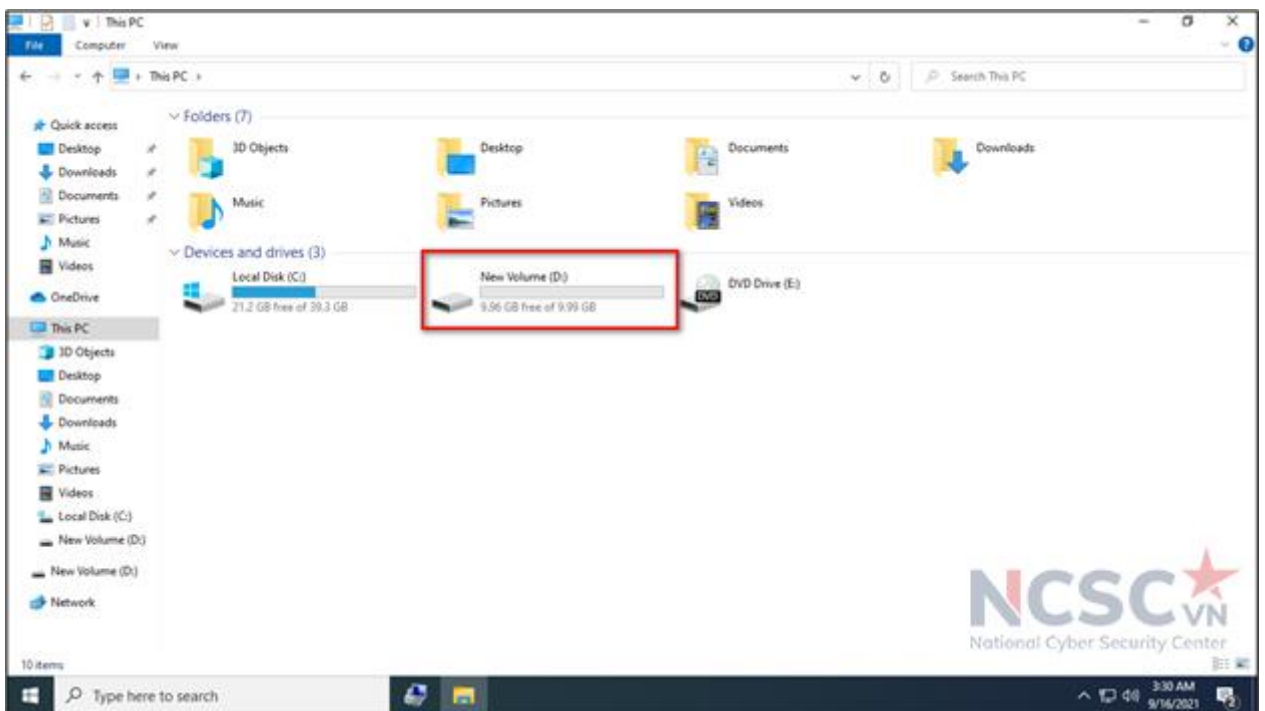 This PC
File Computer View
This PC
Search This PC
Quick access
Desktop
Downloads
Documents
Pictures
Music
Videos
OneDrive
This PC
3D Objects
Desktop
Documents
Downloads
Music
Pictures
Videos
Local Disk (C:)
New Volume (D:)
New Volume (D:)
Network
Folders (7)
3D Objects Desktop Documents Downloads
Music Pictures Videos
Devices and drives (3)
Local Disk (C:)
21.2 GB free of 39.3 GB
New Volume (D:)
9.96 GB free of 9.99 GB
DVD Drive (E:)
DVD
NCSC VN
National Cyber Security Center
10 items
Type here to search
3:30 AM
9/16/2021
2